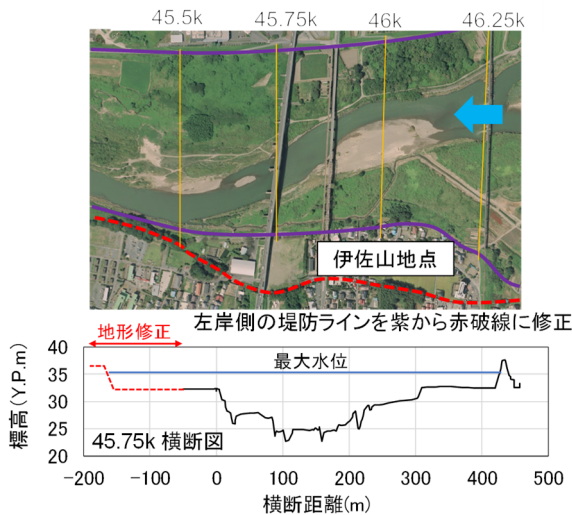 45.5k 45.75k 46k 46.25k
伊佐山地点
左岸側の堤防ラインを紫から赤破線に修正
地形修正
最大水位
標高(Y.P.m)
40
35
30
25
20
45.75k 横断図
-200 -100 0 100 200 300 400 500
横断距離(m)